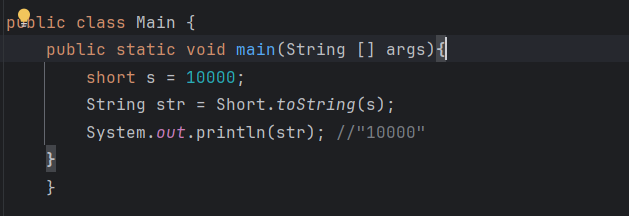 public class Main {
    public static void main(String [] args){
        short s = 10000;
        String str = Short.toString(s);
        System.out.println(str); //"10000"
    }
    }